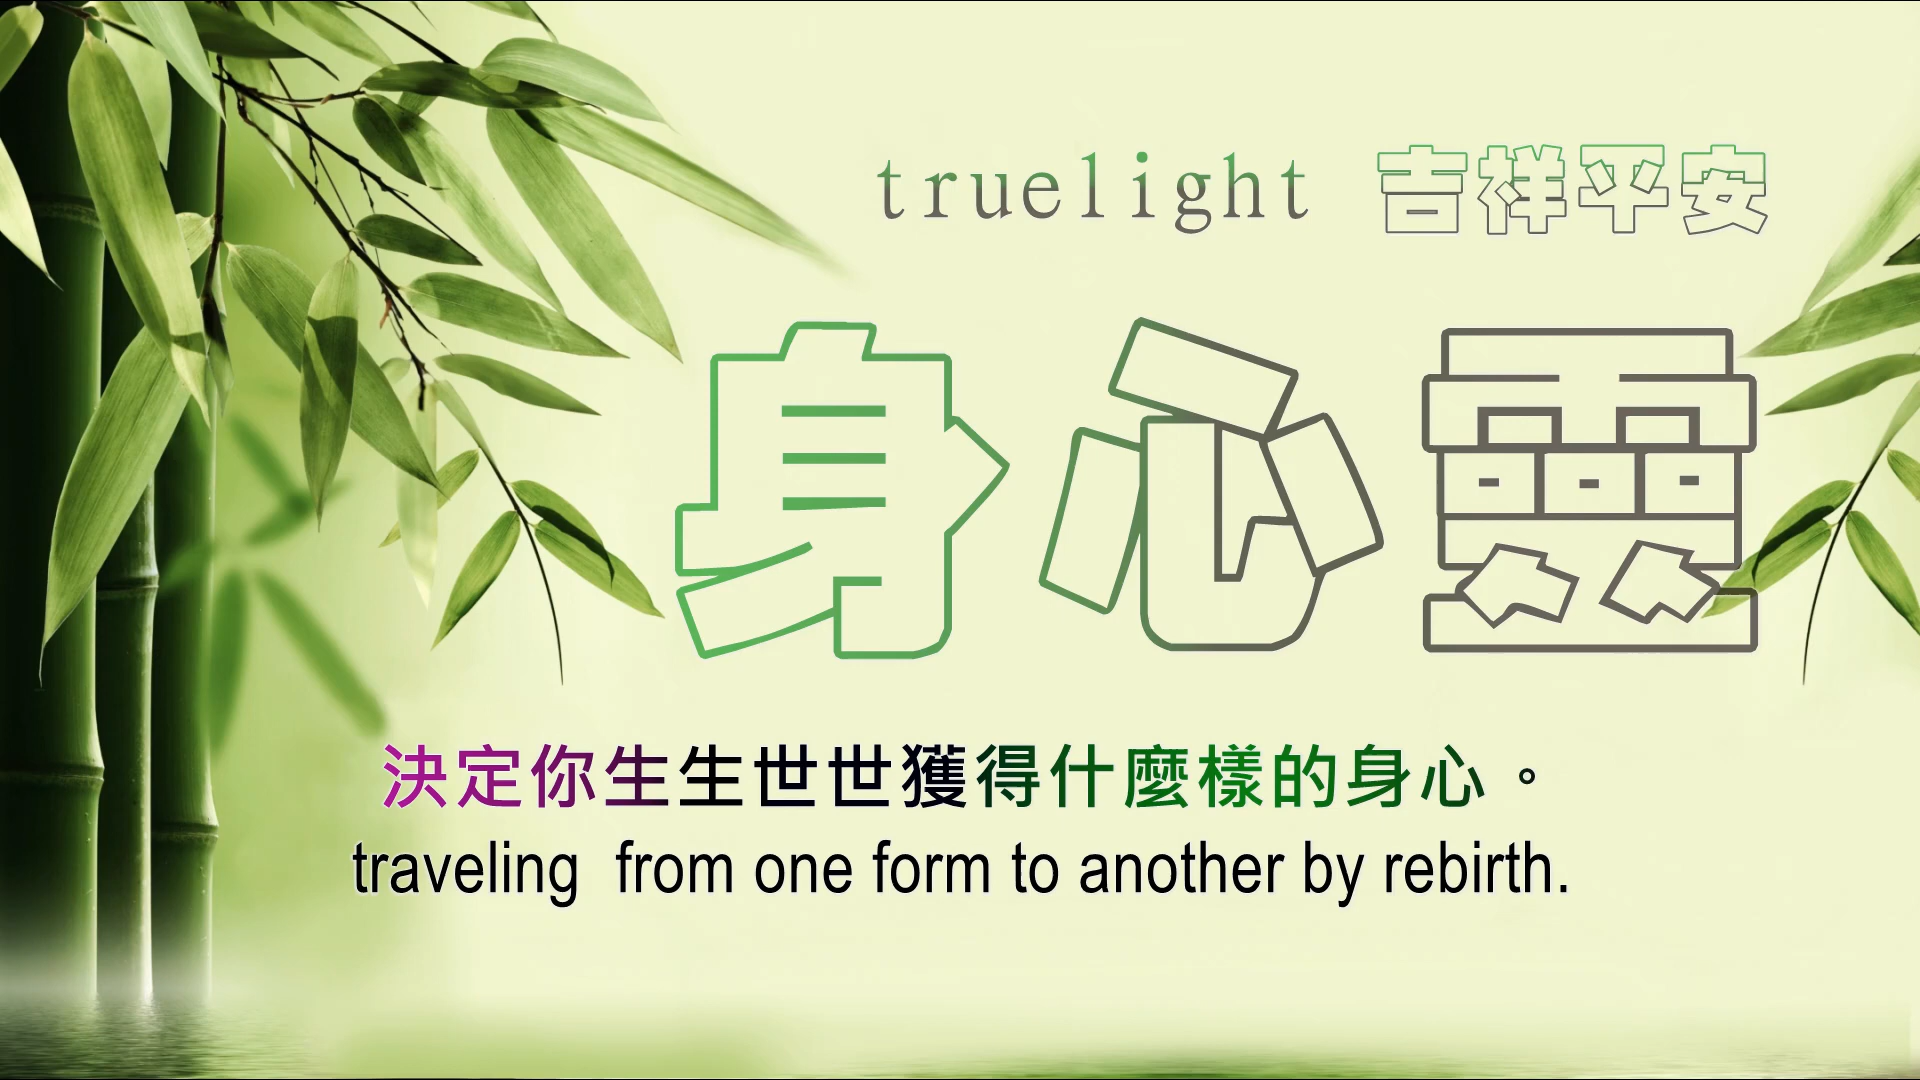 truelight 吉祥平安
身心靈
決定你生生世世獲得什麼樣的身心。
traveling  from one form to another by rebirth.